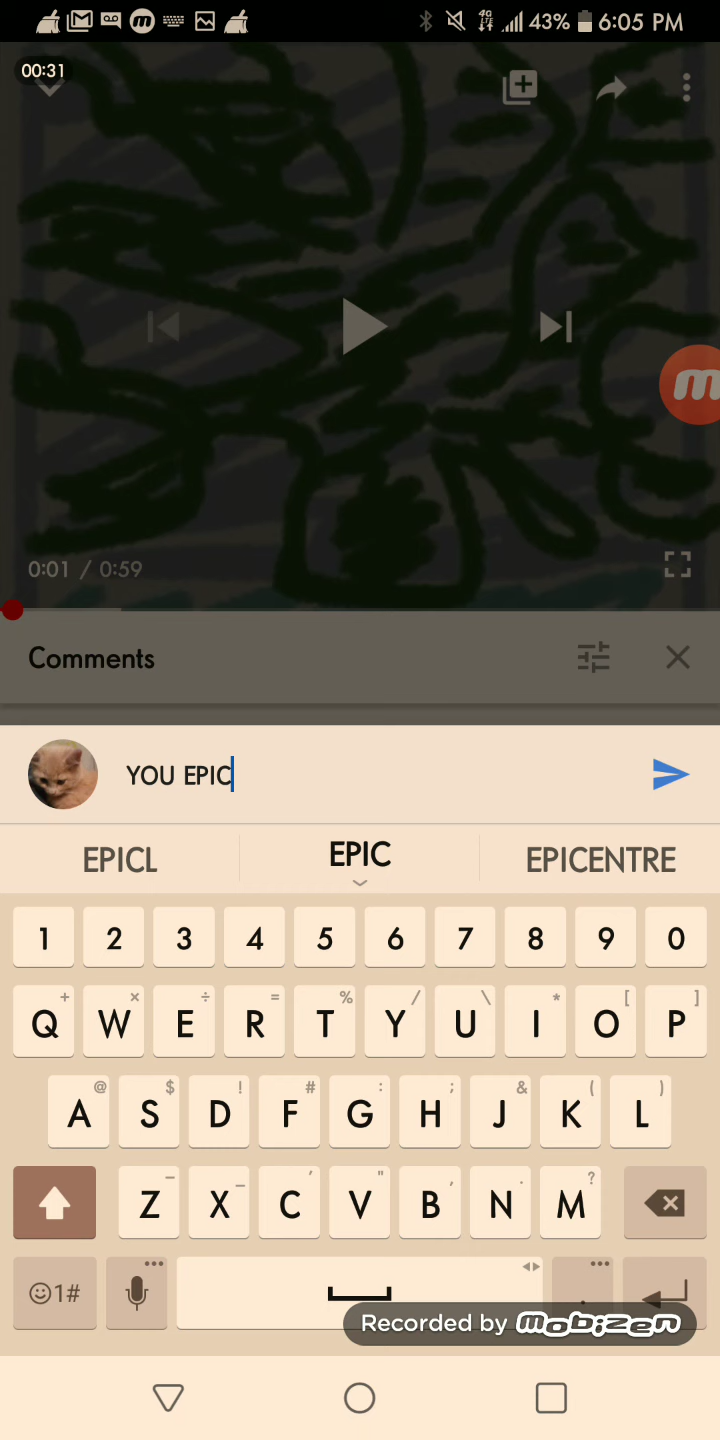 4G 43% 6:05 PM
00:31
0:01 / 0:59
Comments
YOU EPIC
EPICL EPIC EPICENTRE
1 2 3 4 5 6 7 8 9 0
+ × ÷ = % / \ * [ ]
Q W E R T Y U I O P
@ $ ! # : ; & ( )
A S D F G H J K L
- _ ' " , . ?
Z X C V B N M
1# .
Recorded by mobizen